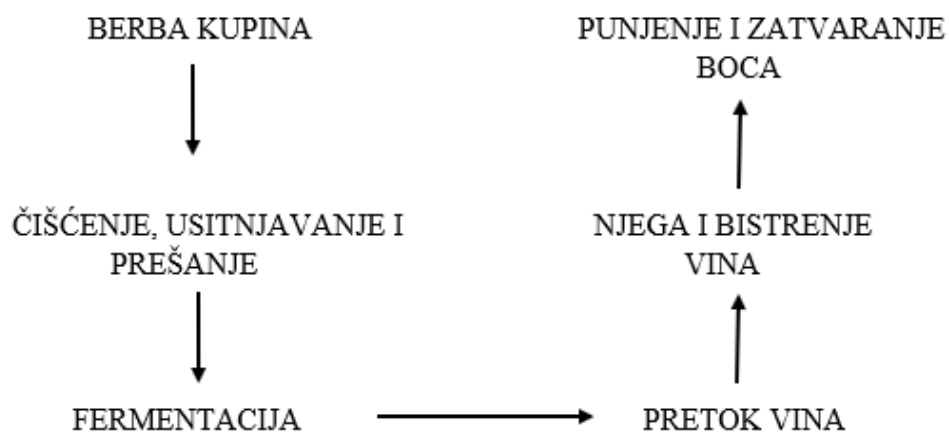 BERBA KUPINA
ČIŠĆENJE, USITNJAVANJE I
PREŠANJE
FERMENTACIJA
PRETOK VINA
NJEGA I BISTRENJE
VINA
PUNJENJE I ZATVARANJE
BOCA